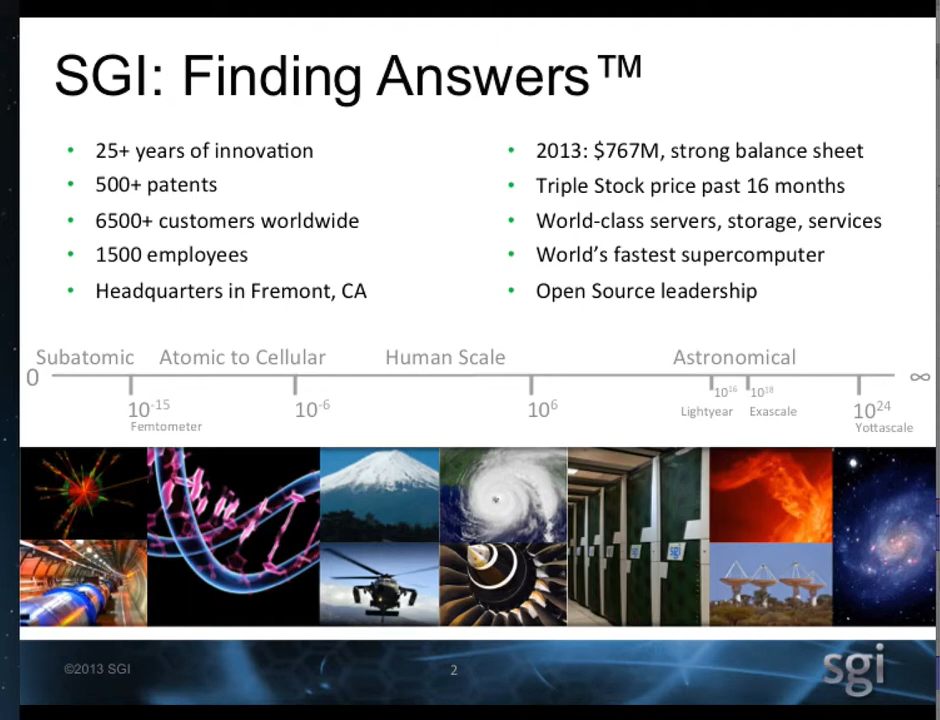 SGI: Finding Answers™
• 25+ years of innovation
• 500+ patents
• 6500+ customers worldwide
• 1500 employees
• Headquarters in Fremont, CA
• 2013: $767M, strong balance sheet
• Triple Stock price past 16 months
• World-class servers, storage, services
• World's fastest supercomputer
• Open Source leadership
Subatomic Atomic to Cellular Human Scale Astronomical
0 ∞
10⁻¹⁵ 10⁻⁶ 10⁶ 10¹⁶ 10¹⁸ 10²⁴
Femtometer Lightyear Exascale Yottascale
©2013 SGI 2 sgi